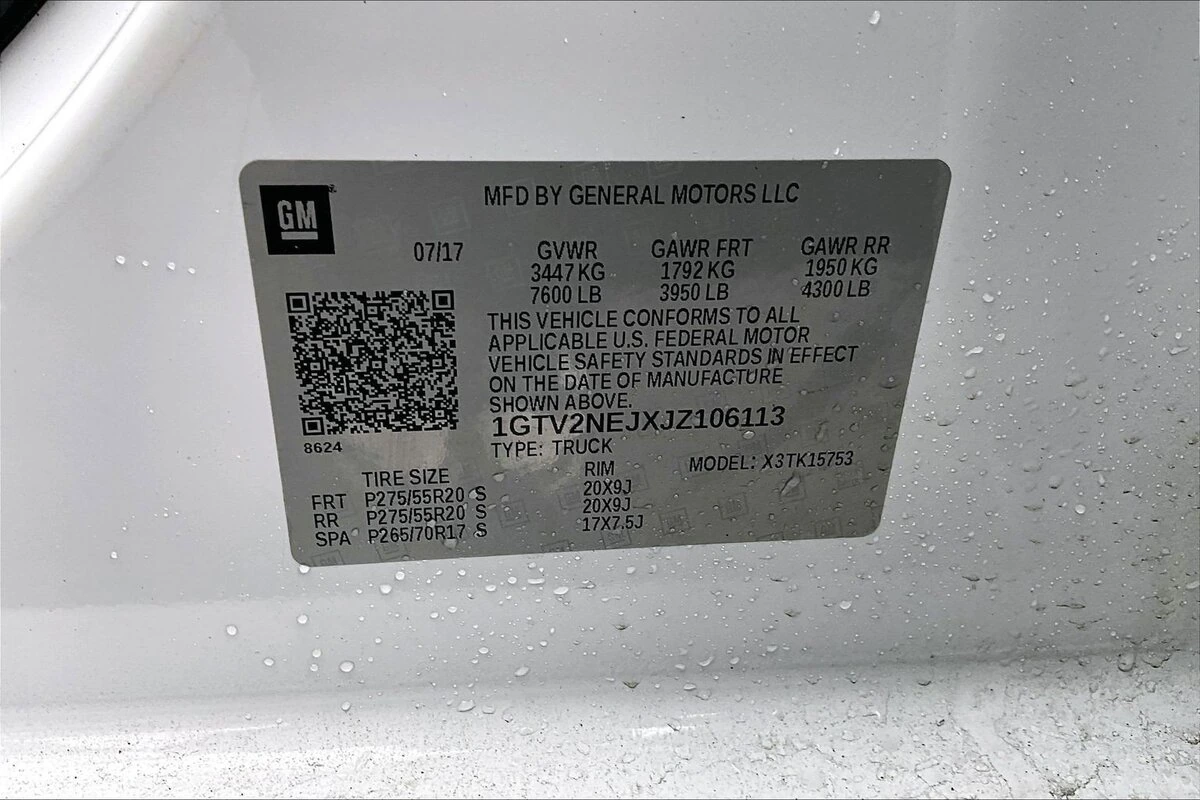 GM
MFD BY GENERAL MOTORS LLC
07/17 GVWR GAWR FRT GAWR RR
3447 KG 1792 KG 1950 KG
7600 LB 3950 LB 4300 LB
THIS VEHICLE CONFORMS TO ALL
APPLICABLE U.S. FEDERAL MOTOR
VEHICLE SAFETY STANDARDS IN EFFECT
ON THE DATE OF MANUFACTURE
SHOWN ABOVE.
1GTV2NEJXJZ106113
8624
TYPE: TRUCK MODEL: X3TK15753
TIRE SIZE RIM
FRT P275/55R20 S 20X9J
RR P275/55R20 S 20X9J
SPA P265/70R17 S 17X7.5J